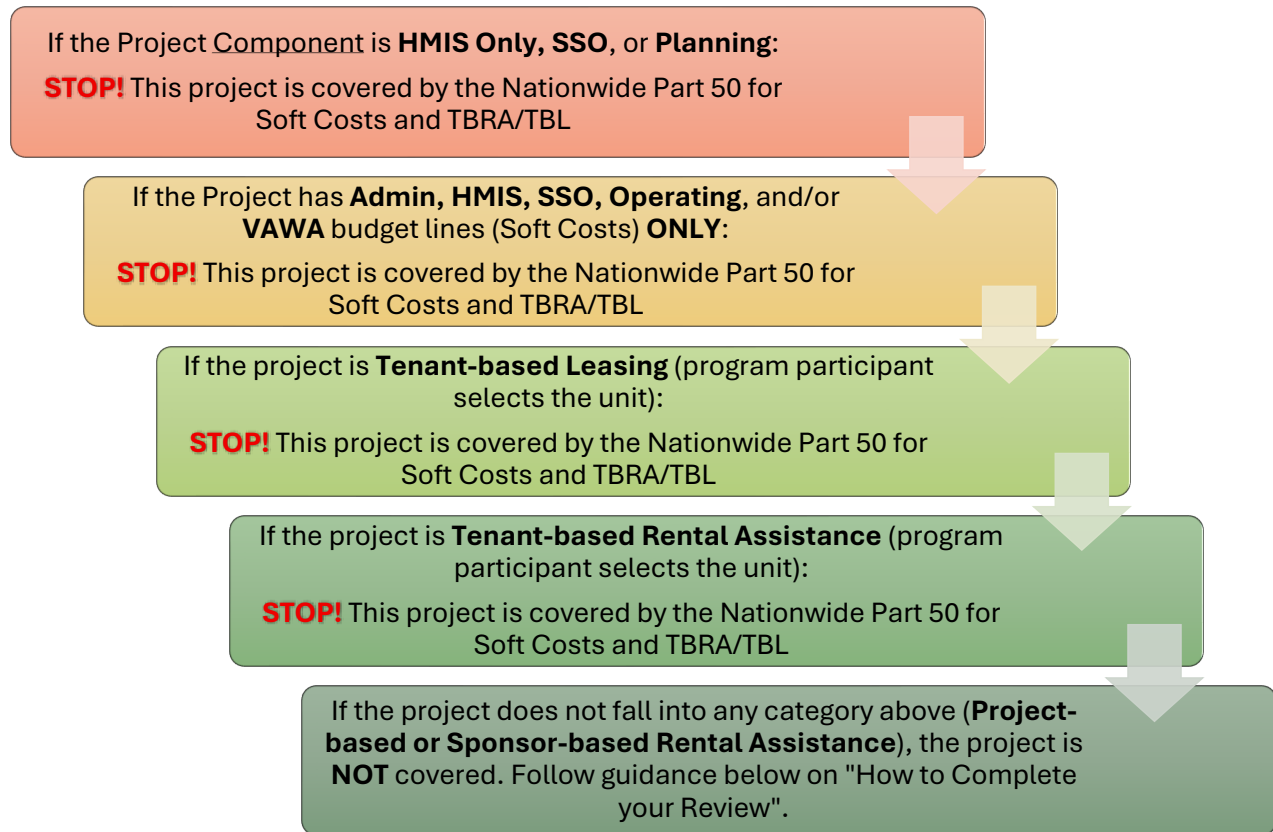 If the Project Component is HMIS Only, SSO, or Planning:
STOP! This project is covered by the Nationwide Part 50 for
Soft Costs and TBRA/TBL
If the Project has Admin, HMIS, SSO, Operating, and/or
VAWA budget lines (Soft Costs) ONLY:
STOP! This project is covered by the Nationwide Part 50 for
Soft Costs and TBRA/TBL
If the project is Tenant-based Leasing (program participant
selects the unit):
STOP! This project is covered by the Nationwide Part 50 for
Soft Costs and TBRA/TBL
If the project is Tenant-based Rental Assistance (program
participant selects the unit):
STOP! This project is covered by the Nationwide Part 50 for
Soft Costs and TBRA/TBL
If the project does not fall into any category above (Project-
based or Sponsor-based Rental Assistance), the project is
NOT covered. Follow guidance below on "How to Complete
your Review".